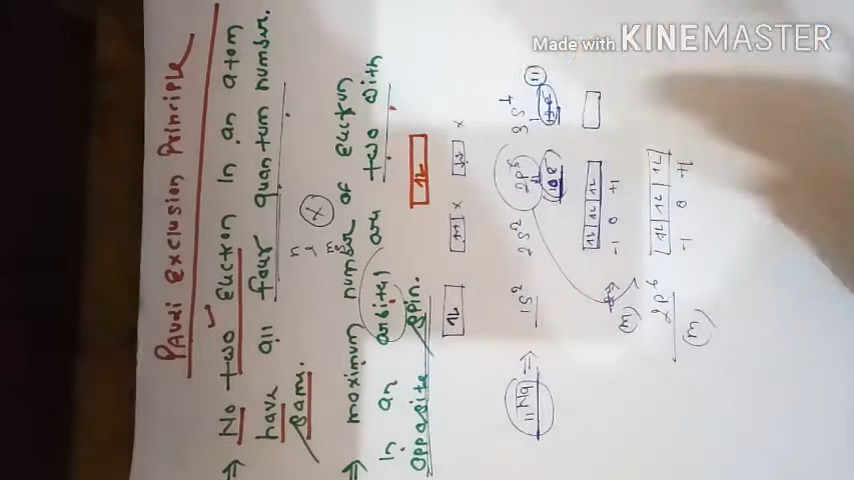 PAULI EXCLUSION PRINCIPLE
⇒ No two Electron In an atom
have all four quantum number.
same.
⇒ maximum number of Electron
In an orbital are two with
opposite spin.
11Na ⇒ 1s² 2s² 2p⁶ 3s¹
-1 0 +1
2p⁶
-1 0 +1
Made with KINEMASTER